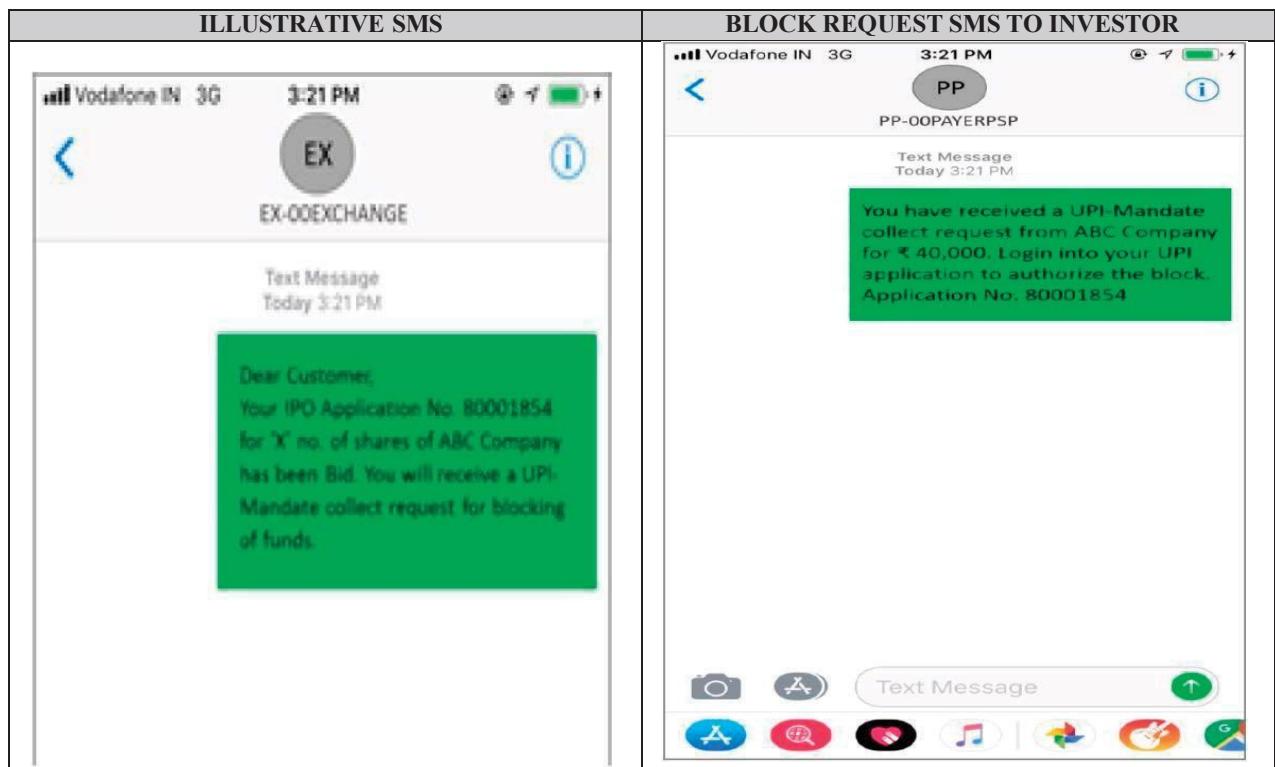 ILLUSTRATIVE SMS
Vodafone IN 3G 3:21 PM
EX
EX-OOEXCHANGE
Text Message
Today 3:21 PM
Dear Customer,
Your IPO Application No. 80001854
for 'X' no. of shares of ABC Company
has been Bid. You will receive a UPI-
Mandate collect request for blocking
of funds.
BLOCK REQUEST SMS TO INVESTOR
Vodafone IN 3G 3:21 PM
PP
PP-OOPAYERPSP
Text Message
Today 3:21 PM
You have received a UPI-Mandate
collect request from ABC Company
for ₹ 40,000. Login into your UPI
application to authorize the block.
Application No. 80001854
Text Message
G